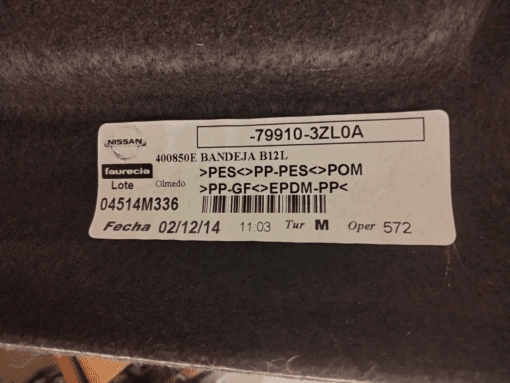 -79910-3ZL0A
NISSAN
400850E BANDEJA B12L
faurecia
>PES<>PP-PES<>POM
Lote Olmedo
>PP-GF<>EPDM-PP<
04514M336
Fecha 02/12/14 11:03 Tur M Oper 572